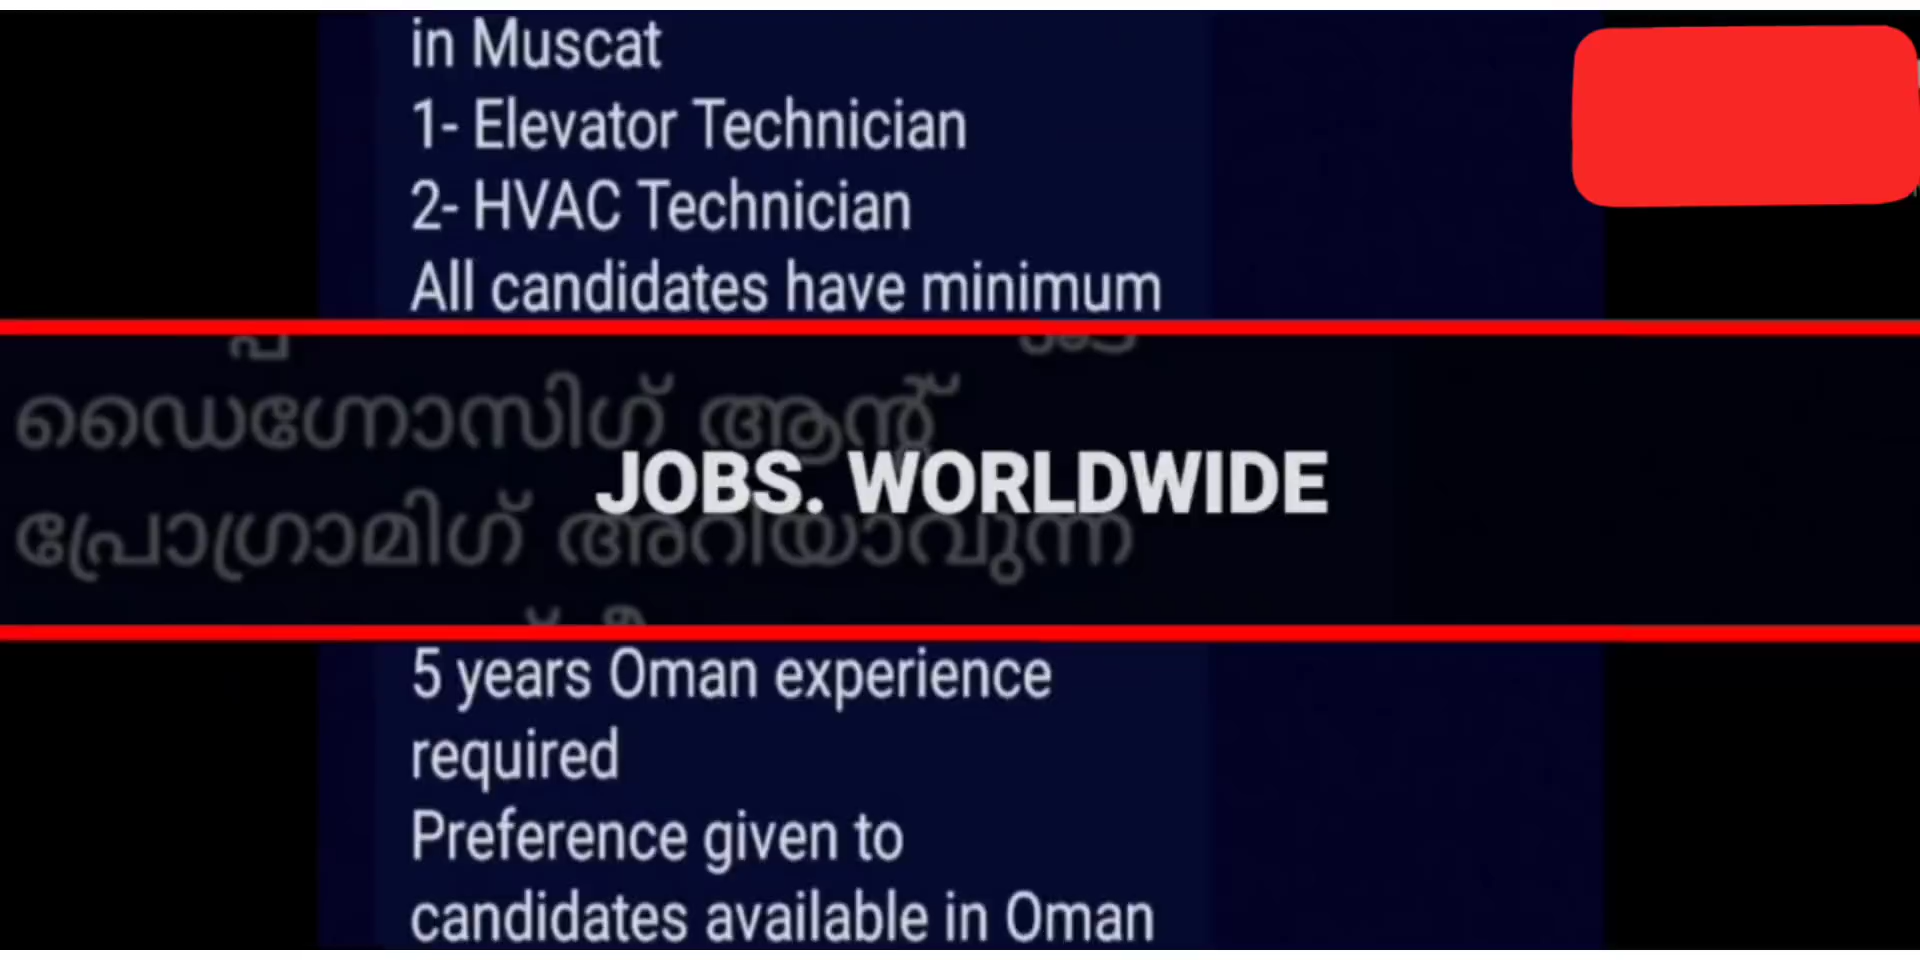 in Muscat
1- Elevator Technician
2- HVAC Technician
All candidates have minimum
ഡൈഗ്നോസിഗ് ആന്റ്
JOBS. WORLDWIDE
പ്രോഗ്രാമിഗ് അറിയാവുന്ന
5 years Oman experience
required
Preference given to
candidates available in Oman